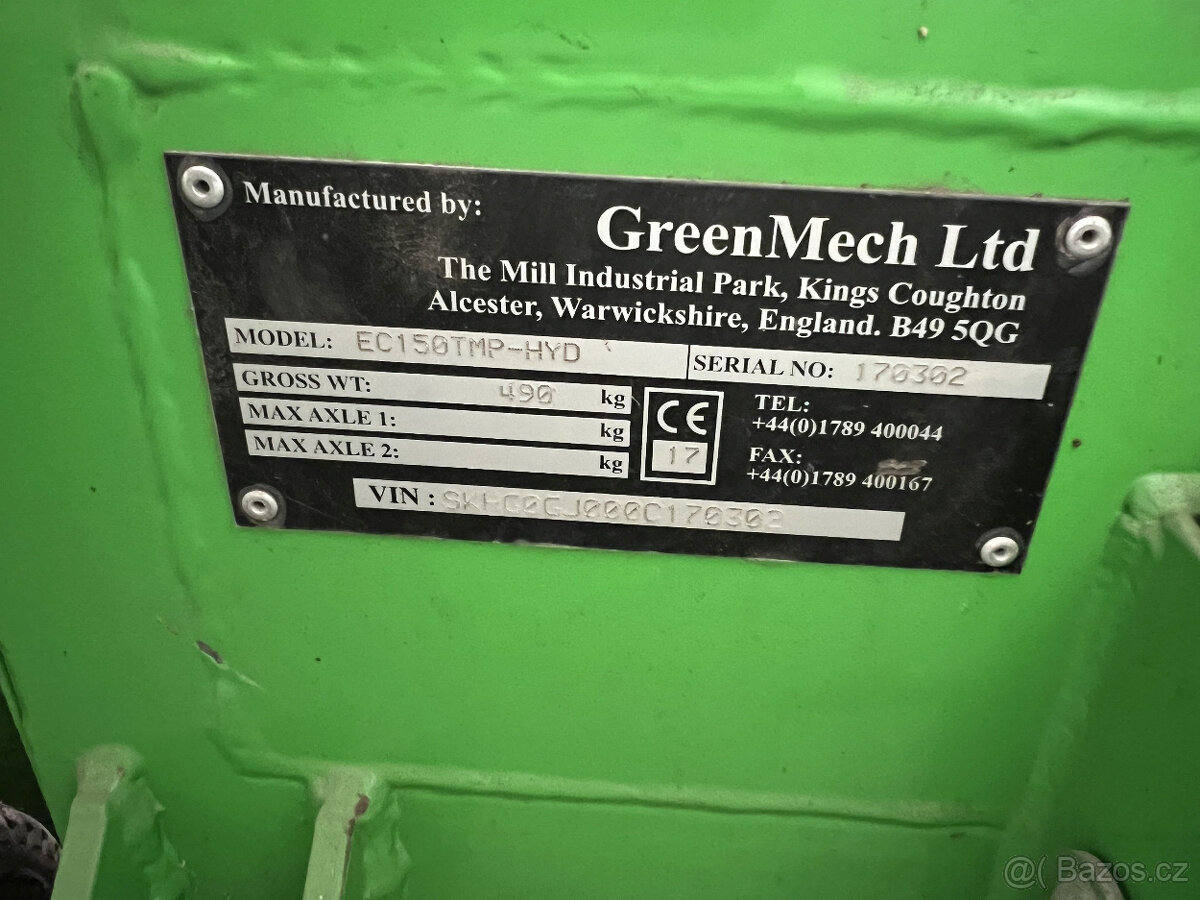 Manufactured by:
GreenMech Ltd
The Mill Industrial Park, Kings Coughton
Alcester, Warwickshire, England. B49 5QG
MODEL: EC150TMP-HYD
SERIAL NO: 170302
GROSS WT: 490 kg
MAX AXLE 1: kg
MAX AXLE 2: kg
CE
17
TEL:
+44(0)1789 400044
FAX:
+44(0)1789 400167
VIN :
Bazos.cz